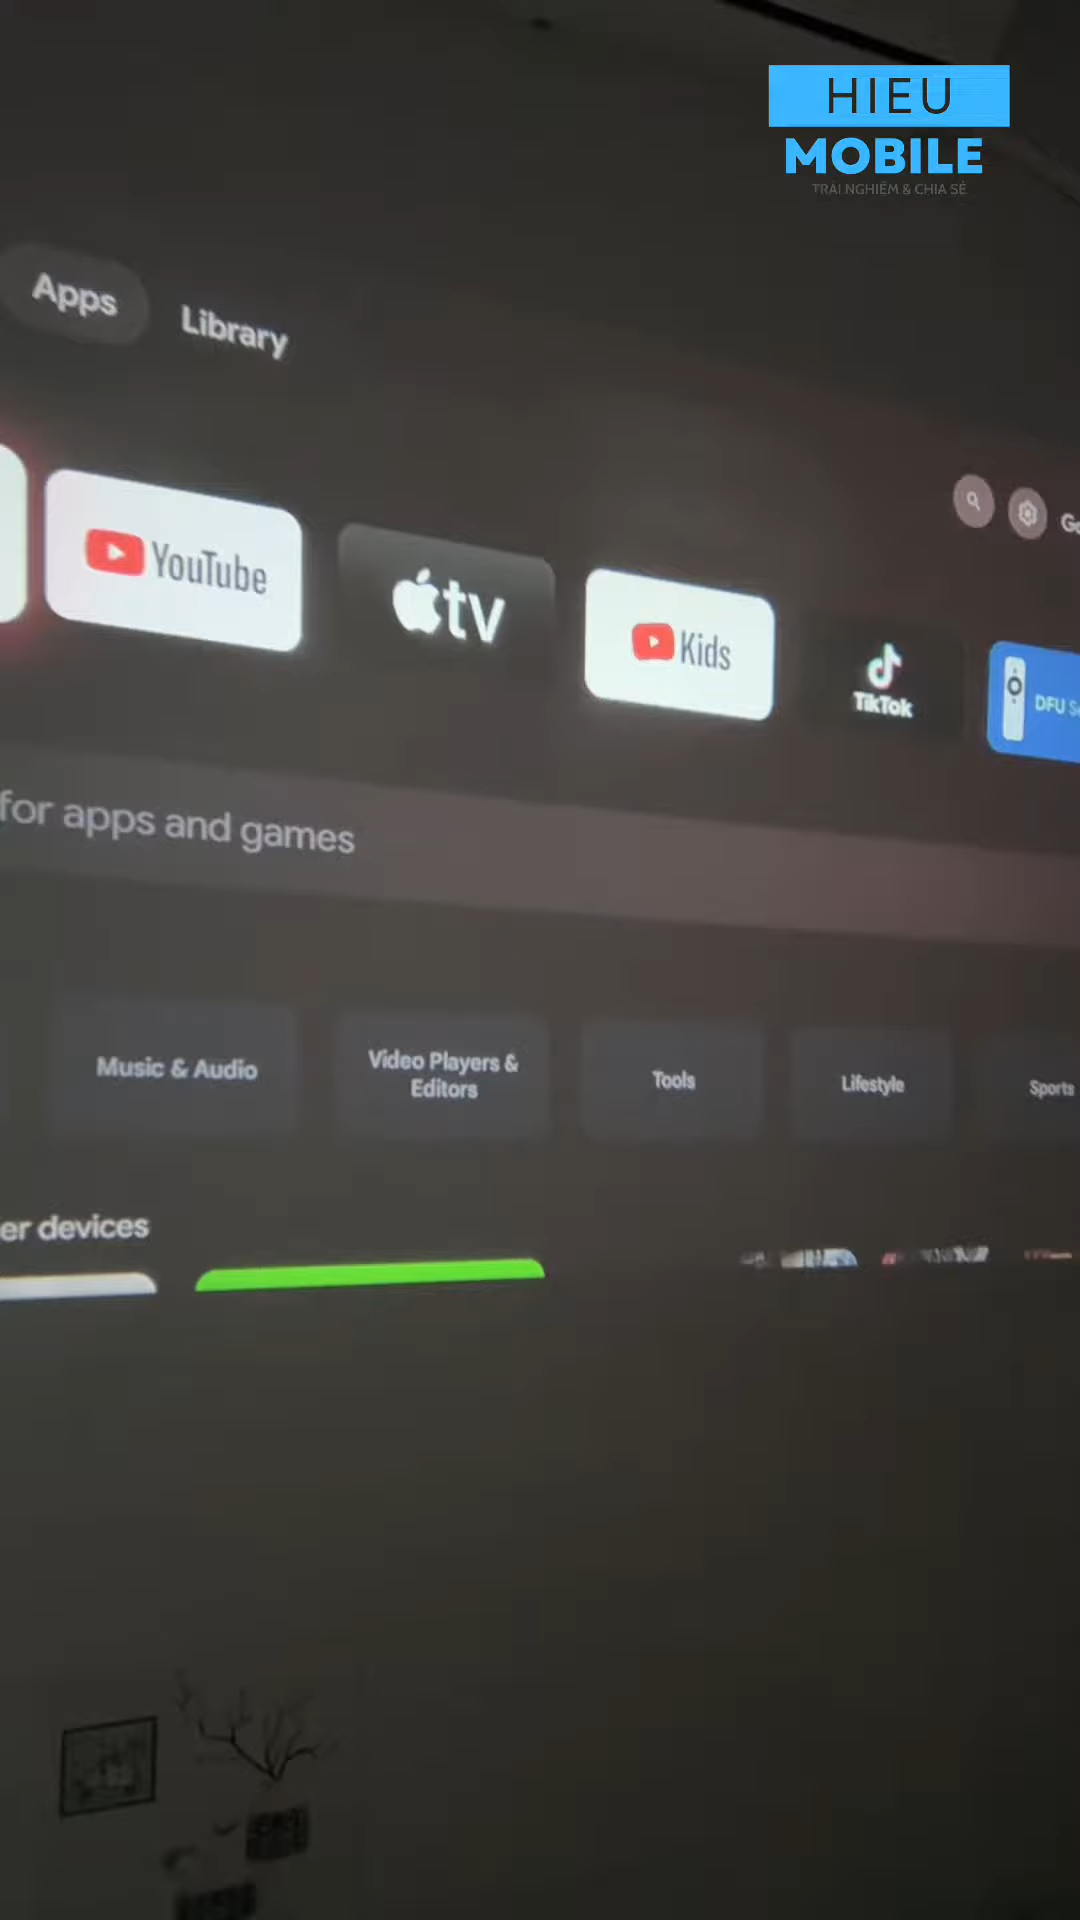 HIEU
MOBILE
TRẢI NGHIỆM & CHIA SẺ
Apps
Library
YouTube
tv
Kids
TikTok
DFU
for apps and games
Music & Audio
Video Players &
Editors
Tools
Lifestyle
Sports
er devices